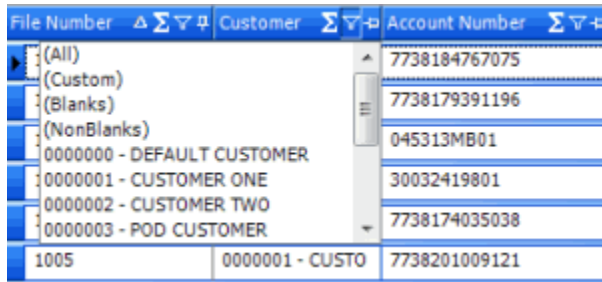 File Number Σ Customer Σ Account Number Σ
(All)
(Custom)
(Blanks)
(NonBlanks)
0000000 - DEFAULT CUSTOMER
0000001 - CUSTOMER ONE
0000002 - CUSTOMER TWO
0000003 - POD CUSTOMER
7738184767075
7738179391196
045313MB01
30032419801
7738174035038
1005 0000001 - CUSTO 7738201009121